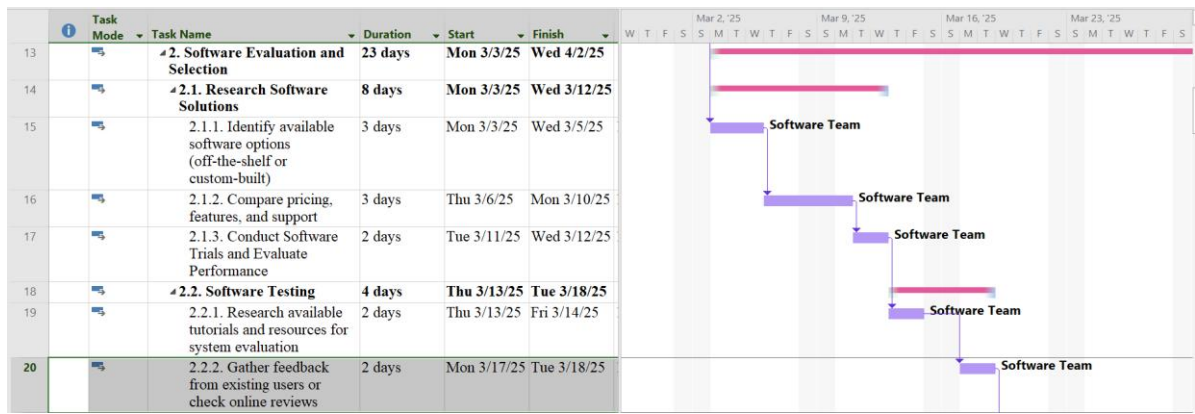 Task Mode Task Name Duration Start Finish
Mar 2, '25 Mar 9, '25 Mar 16, '25 Mar 23, '25
W T F S S M T W T F S S M T W T F S S M T W T F S S M T W T F S
13 2. Software Evaluation and 23 days Mon 3/3/25 Wed 4/2/25
Selection
14 2.1. Research Software 8 days Mon 3/3/25 Wed 3/12/25
Solutions
15 2.1.1. Identify available 3 days Mon 3/3/25 Wed 3/5/25 Software Team
software options
(off-the-shelf or
custom-built)
16 2.1.2. Compare pricing, 3 days Thu 3/6/25 Mon 3/10/25 Software Team
features, and support
17 2.1.3. Conduct Software 2 days Tue 3/11/25 Wed 3/12/25 Software Team
Trials and Evaluate
Performance
18 2.2. Software Testing 4 days Thu 3/13/25 Tue 3/18/25
19 2.2.1. Research available 2 days Thu 3/13/25 Fri 3/14/25 Software Team
tutorials and resources for
system evaluation
20 2.2.2. Gather feedback 2 days Mon 3/17/25 Tue 3/18/25 Software Team
from existing users or
check online reviews